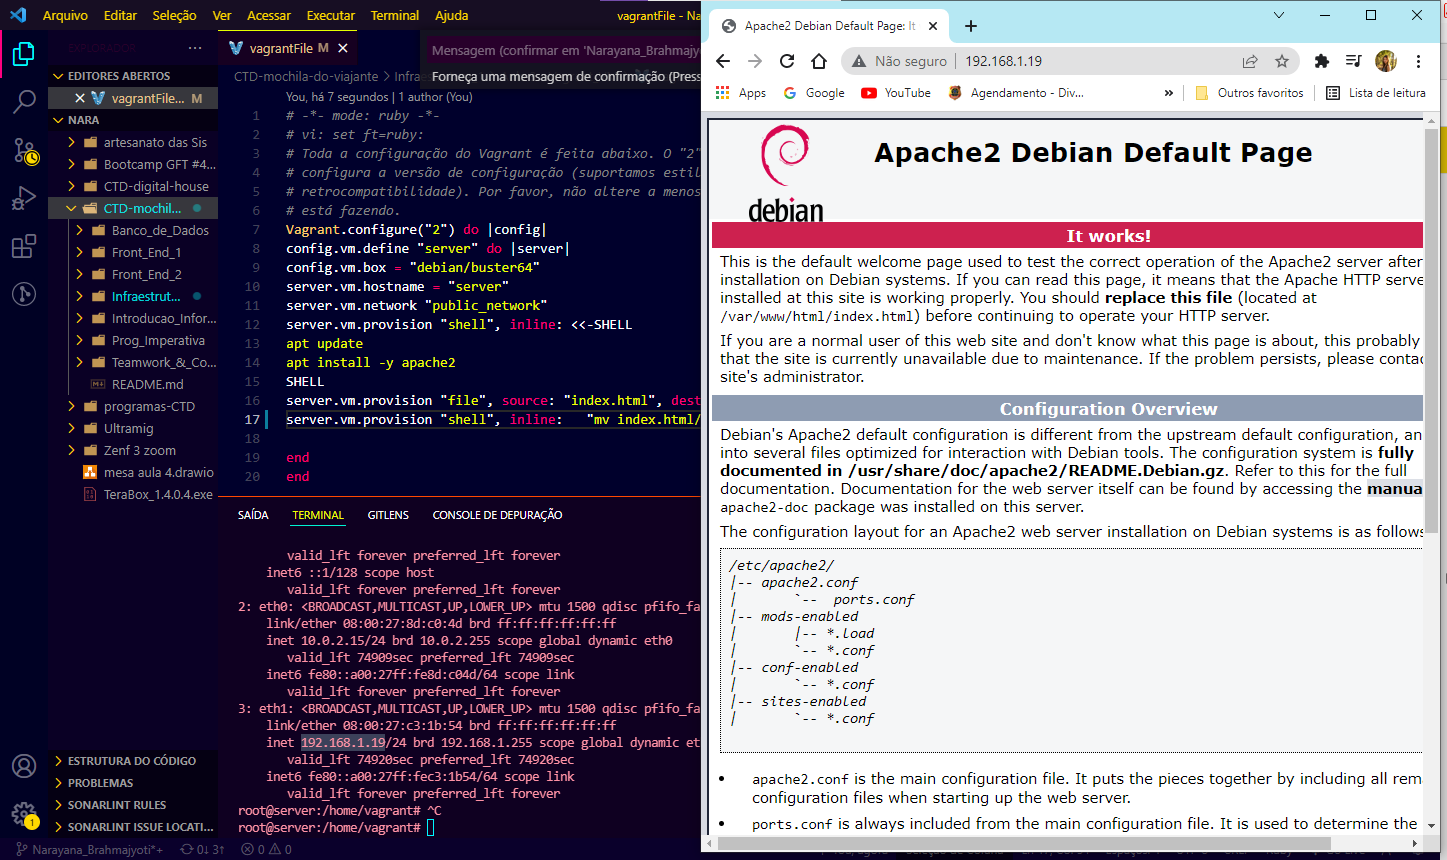 Arquivo Editar Seleção Ver Acessar Executar Terminal Ajuda vagrantFile - Na
EXPLORADOR ...
EDITORES ABERTOS
vagrantFile... M
NARA
artesanato das Sis
Bootcamp GFT #4...
CTD-digital-house
CTD-mochil...
Banco_de_Dados
Front_End_1
Front_End_2
Infraestrut...
Introducao_Infor...
Prog_Imperativa
Teamwork_&_Co...
README.md
programas-CTD
Ultramig
Zenf 3 zoom
mesa aula 4.drawio
TeraBox_1.4.0.4.exe
ESTRUTURA DO CÓDIGO
PROBLEMAS
SONARLINT RULES
SONARLINT ISSUE LOCATI...
1
Narayana_Brahmajyoti*+ 0↓ 3↑ 0 0
vagrantFile M
Mensagem (confirmar em 'Narayana_Brahmajyo
CTD-mochila-do-viajante > Infrae
Forneça uma mensagem de confirmação (Press
You, há 7 segundos | 1 author (You)
1 # -*- mode: ruby -*-
2 # vi: set ft=ruby:
3 # Toda a configuração do Vagrant é feita abaixo. O "2"
4 # configura a versão de configuração (suportamos estil
5 # retrocompatibilidade). Por favor, não altere a menos
6 # está fazendo.
7 Vagrant.configure("2") do |config|
8 config.vm.define "server" do |server|
9 config.vm.box = "debian/buster64"
10 server.vm.hostname = "server"
11 server.vm.network "public_network"
12 server.vm.provision "shell", inline: <<-SHELL
13 apt update
14 apt install -y apache2
15 SHELL
16 server.vm.provision "file", source: "index.html", dest
17 server.vm.provision "shell", inline: "mv index.html/
18
19 end
20 end
SAÍDA TERMINAL GITLENS CONSOLE DE DEPURAÇÃO
valid_lft forever preferred_lft forever
inet6 ::1/128 scope host
valid_lft forever preferred_lft forever
2: eth0: <BROADCAST,MULTICAST,UP,LOWER_UP> mtu 1500 qdisc pfifo_fa
link/ether 08:00:27:8d:c0:4d brd ff:ff:ff:ff:ff:ff
inet 10.0.2.15/24 brd 10.0.2.255 scope global dynamic eth0
valid_lft 74909sec preferred_lft 74909sec
inet6 fe80::a00:27ff:fe8d:c04d/64 scope link
valid_lft forever preferred_lft forever
3: eth1: <BROADCAST,MULTICAST,UP,LOWER_UP> mtu 1500 qdisc pfifo_fa
link/ether 08:00:27:c3:1b:54 brd ff:ff:ff:ff:ff:ff
inet 192.168.1.19/24 brd 192.168.1.255 scope global dynamic et
valid_lft 74920sec preferred_lft 74920sec
inet6 fe80::a00:27ff:fec3:1b54/64 scope link
valid_lft forever preferred_lft forever
root@server:/home/vagrant# ^C
root@server:/home/vagrant#
Apache2 Debian Default Page: It
Não seguro 192.168.1.19
Apps Google YouTube Agendamento - Div... » Outros favoritos Lista de leitura
debian
Apache2 Debian Default Page
It works!
This is the default welcome page used to test the correct operation of the Apache2 server after
installation on Debian systems. If you can read this page, it means that the Apache HTTP serve
installed at this site is working properly. You should replace this file (located at
/var/www/html/index.html) before continuing to operate your HTTP server.
If you are a normal user of this web site and don't know what this page is about, this probably
that the site is currently unavailable due to maintenance. If the problem persists, please contac
site's administrator.
Configuration Overview
Debian's Apache2 default configuration is different from the upstream default configuration, an
into several files optimized for interaction with Debian tools. The configuration system is fully
documented in /usr/share/doc/apache2/README.Debian.gz. Refer to this for the full
documentation. Documentation for the web server itself can be found by accessing the manua
apache2-doc package was installed on this server.
The configuration layout for an Apache2 web server installation on Debian systems is as follows
/etc/apache2/
|-- apache2.conf
| `-- ports.conf
|-- mods-enabled
| |-- *.load
| `-- *.conf
|-- conf-enabled
| `-- *.conf
|-- sites-enabled
| `-- *.conf
• apache2.conf is the main configuration file. It puts the pieces together by including all rem
configuration files when starting up the web server.
• ports.conf is always included from the main configuration file. It is used to determine the